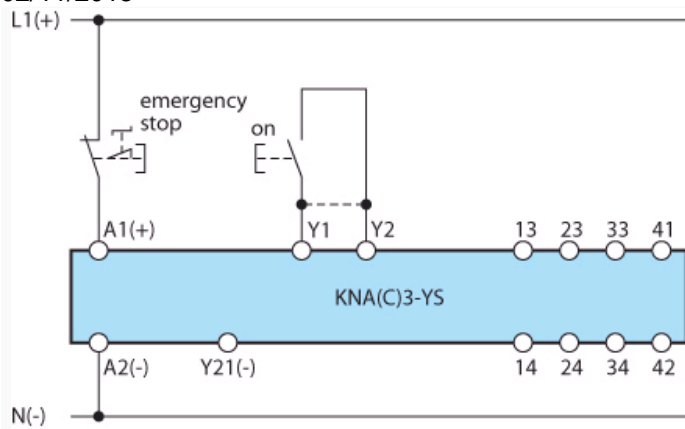 L1(+)
emergency
stop
on
A1(+) Y1 Y2 13 23 33 41
KNA(C)3-YS
A2(-) Y21(-) 14 24 34 42
N(-)